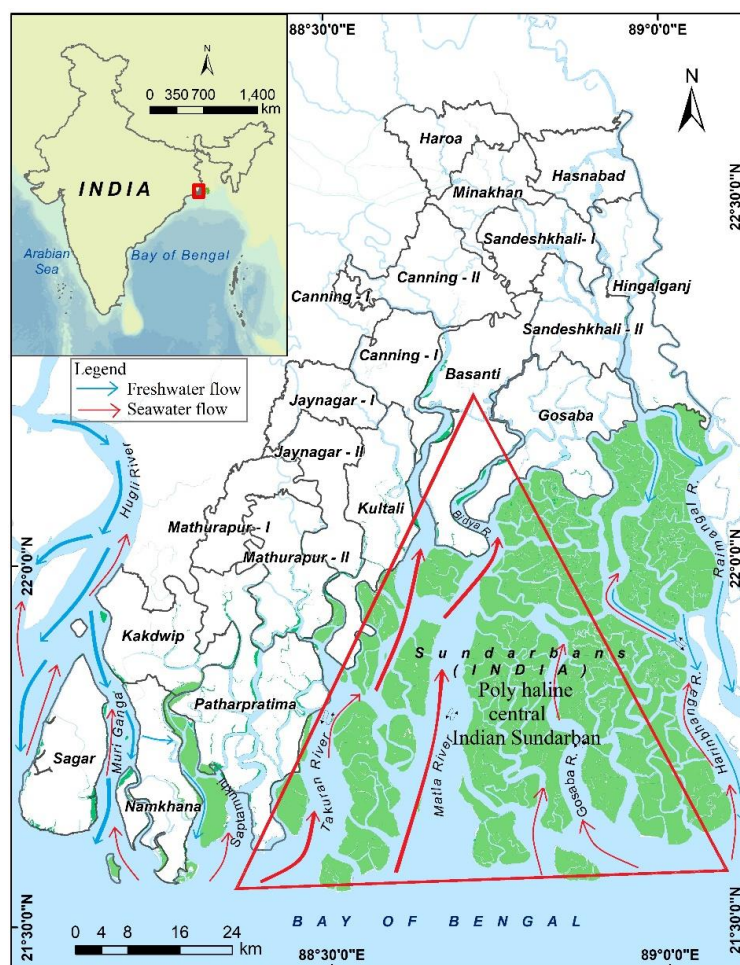 88°30'0"E
89°0'0"E
N
0 350 700 1,400
km
INDIA
Arabian
Sea
Bay of Bengal
N
22°30'0"N
Haroa
Hasnabad
Minakhan
Sandeshkhali- I
Canning - II
Hingalganj
Canning - I
Sandeshkhali - II
Canning - I
Basanti
Legend
Freshwater flow
Seawater flow
Gosaba
Jaynagar - I
Jaynagar - II
Kultali
Hugli River
Bidya R.
Raimangal R.
Mathurapur - I
Mathurapur - II
22°0'0"N
22°0'0"N
Kakdwip
Sundarbans
(INDIA)
Poly haline
central
Indian Sundarban
Patharpratima
Muri Ganga
Sagar
Namkhana
Saptamukhi
Takuran River
Matla River
Gosaba R.
Harinbhanga R.
21°30'0"N
21°30'0"N
BAY OF BENGAL
0 4 8 16 24
km
88°30'0"E
89°0'0"E